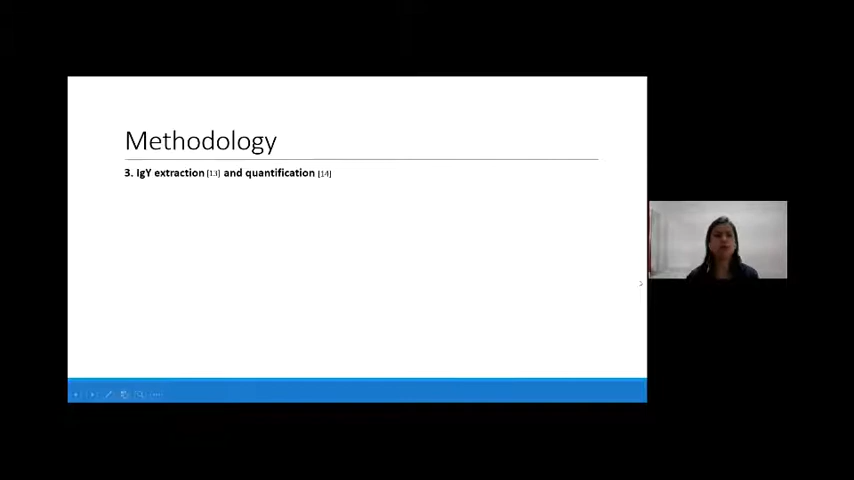 Methodology
3. IgY extraction [13] and quantification [14]